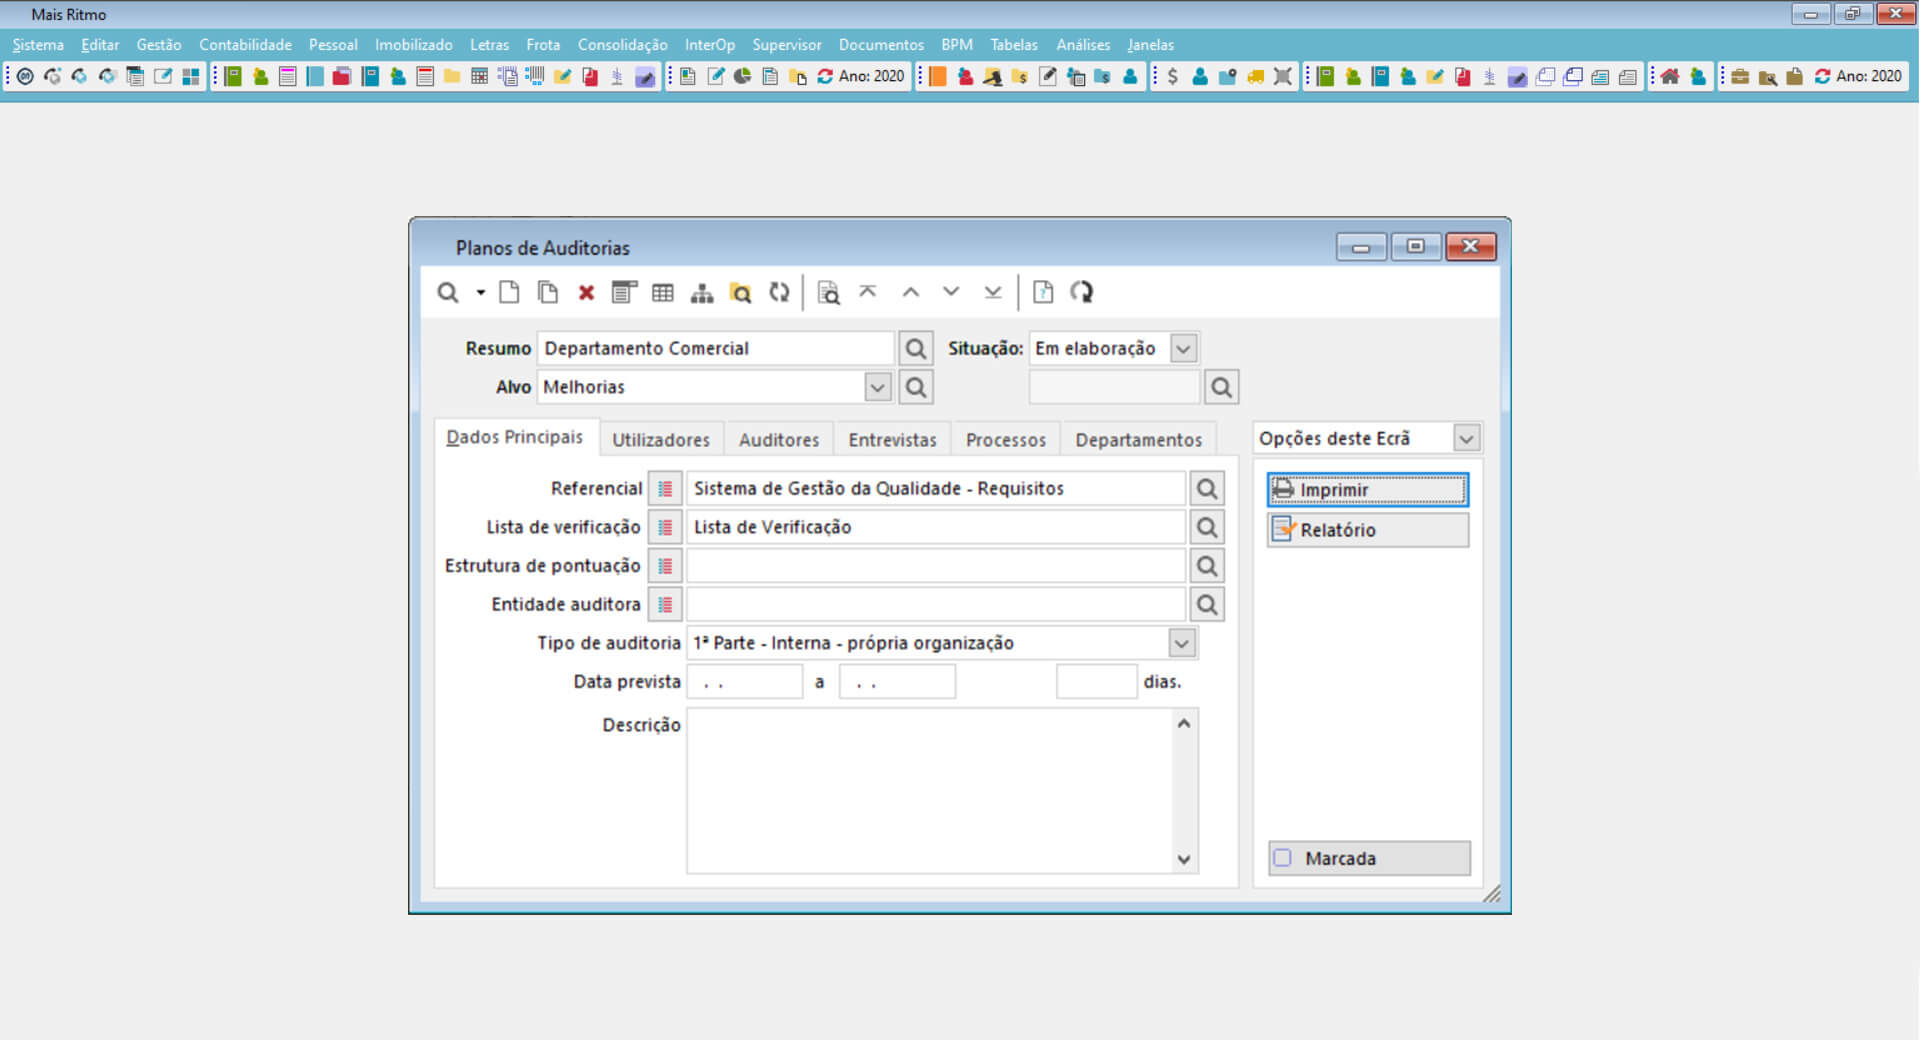 Mais Ritmo
Sistema Editar Gestão Contabilidade Pessoal Imobilizado Letras Frota Consolidação InterOp Supervisor Documentos BPM Tabelas Análises Janelas
Ano: 2020 Ano: 2020
Planos de Auditorias
Resumo Departamento Comercial Situação: Em elaboração
Alvo Melhorias
Dados Principais Utilizadores Auditores Entrevistas Processos Departamentos Opções deste Ecrã
Referencial Sistema de Gestão da Qualidade - Requisitos Imprimir
Lista de verificação Lista de Verificação Relatório
Estrutura de pontuação
Entidade auditora
Tipo de auditoria 1ª Parte - Interna - própria organização
Data prevista . . a . . dias.
Descrição
Marcada